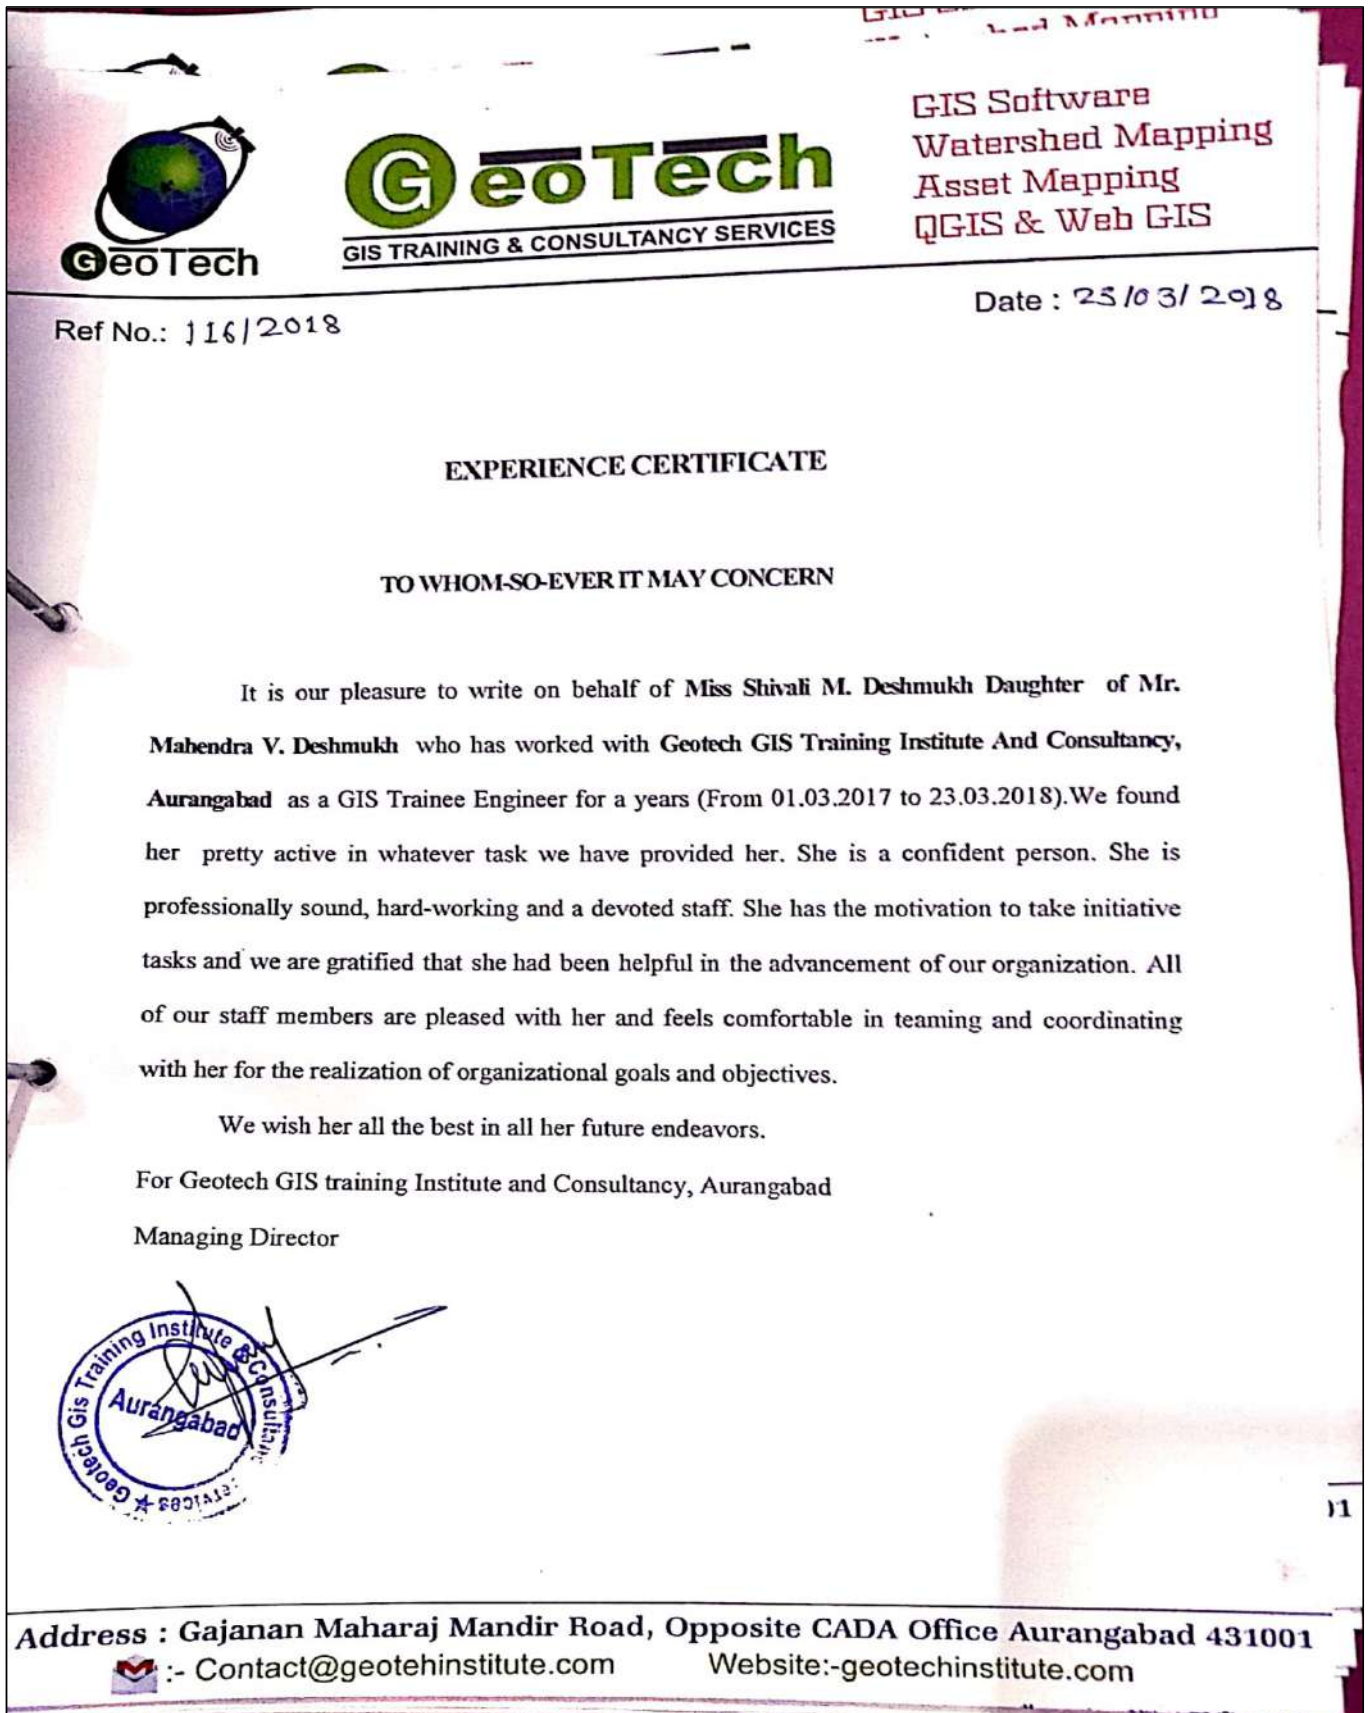 GIS Software
Watershed Mapping
Asset Mapping
QGIS & Web GIS
GeoTech
GeoTech
GIS TRAINING & CONSULTANCY SERVICES
Ref No.: 116/2018
Date : 25/03/2018
EXPERIENCE CERTIFICATE
TO WHOM-SO-EVER IT MAY CONCERN
It is our pleasure to write on behalf of Miss Shivali M. Deshmukh Daughter of Mr.
Mahendra V. Deshmukh who has worked with Geotech GIS Training Institute And Consultancy,
Aurangabad as a GIS Trainee Engineer for a years (From 01.03.2017 to 23.03.2018).We found
her pretty active in whatever task we have provided her. She is a confident person. She is
professionally sound, hard-working and a devoted staff. She has the motivation to take initiative
tasks and we are gratified that she had been helpful in the advancement of our organization. All
of our staff members are pleased with her and feels comfortable in teaming and coordinating
with her for the realization of organizational goals and objectives.
We wish her all the best in all her future endeavors.
For Geotech GIS training Institute and Consultancy, Aurangabad
Managing Director
Geotech Gis Training Institute & Consultancy Services
Aurangabad
Address : Gajanan Maharaj Mandir Road, Opposite CADA Office Aurangabad 431001
:- Contact@geotehinstitute.com Website:-geotechinstitute.com